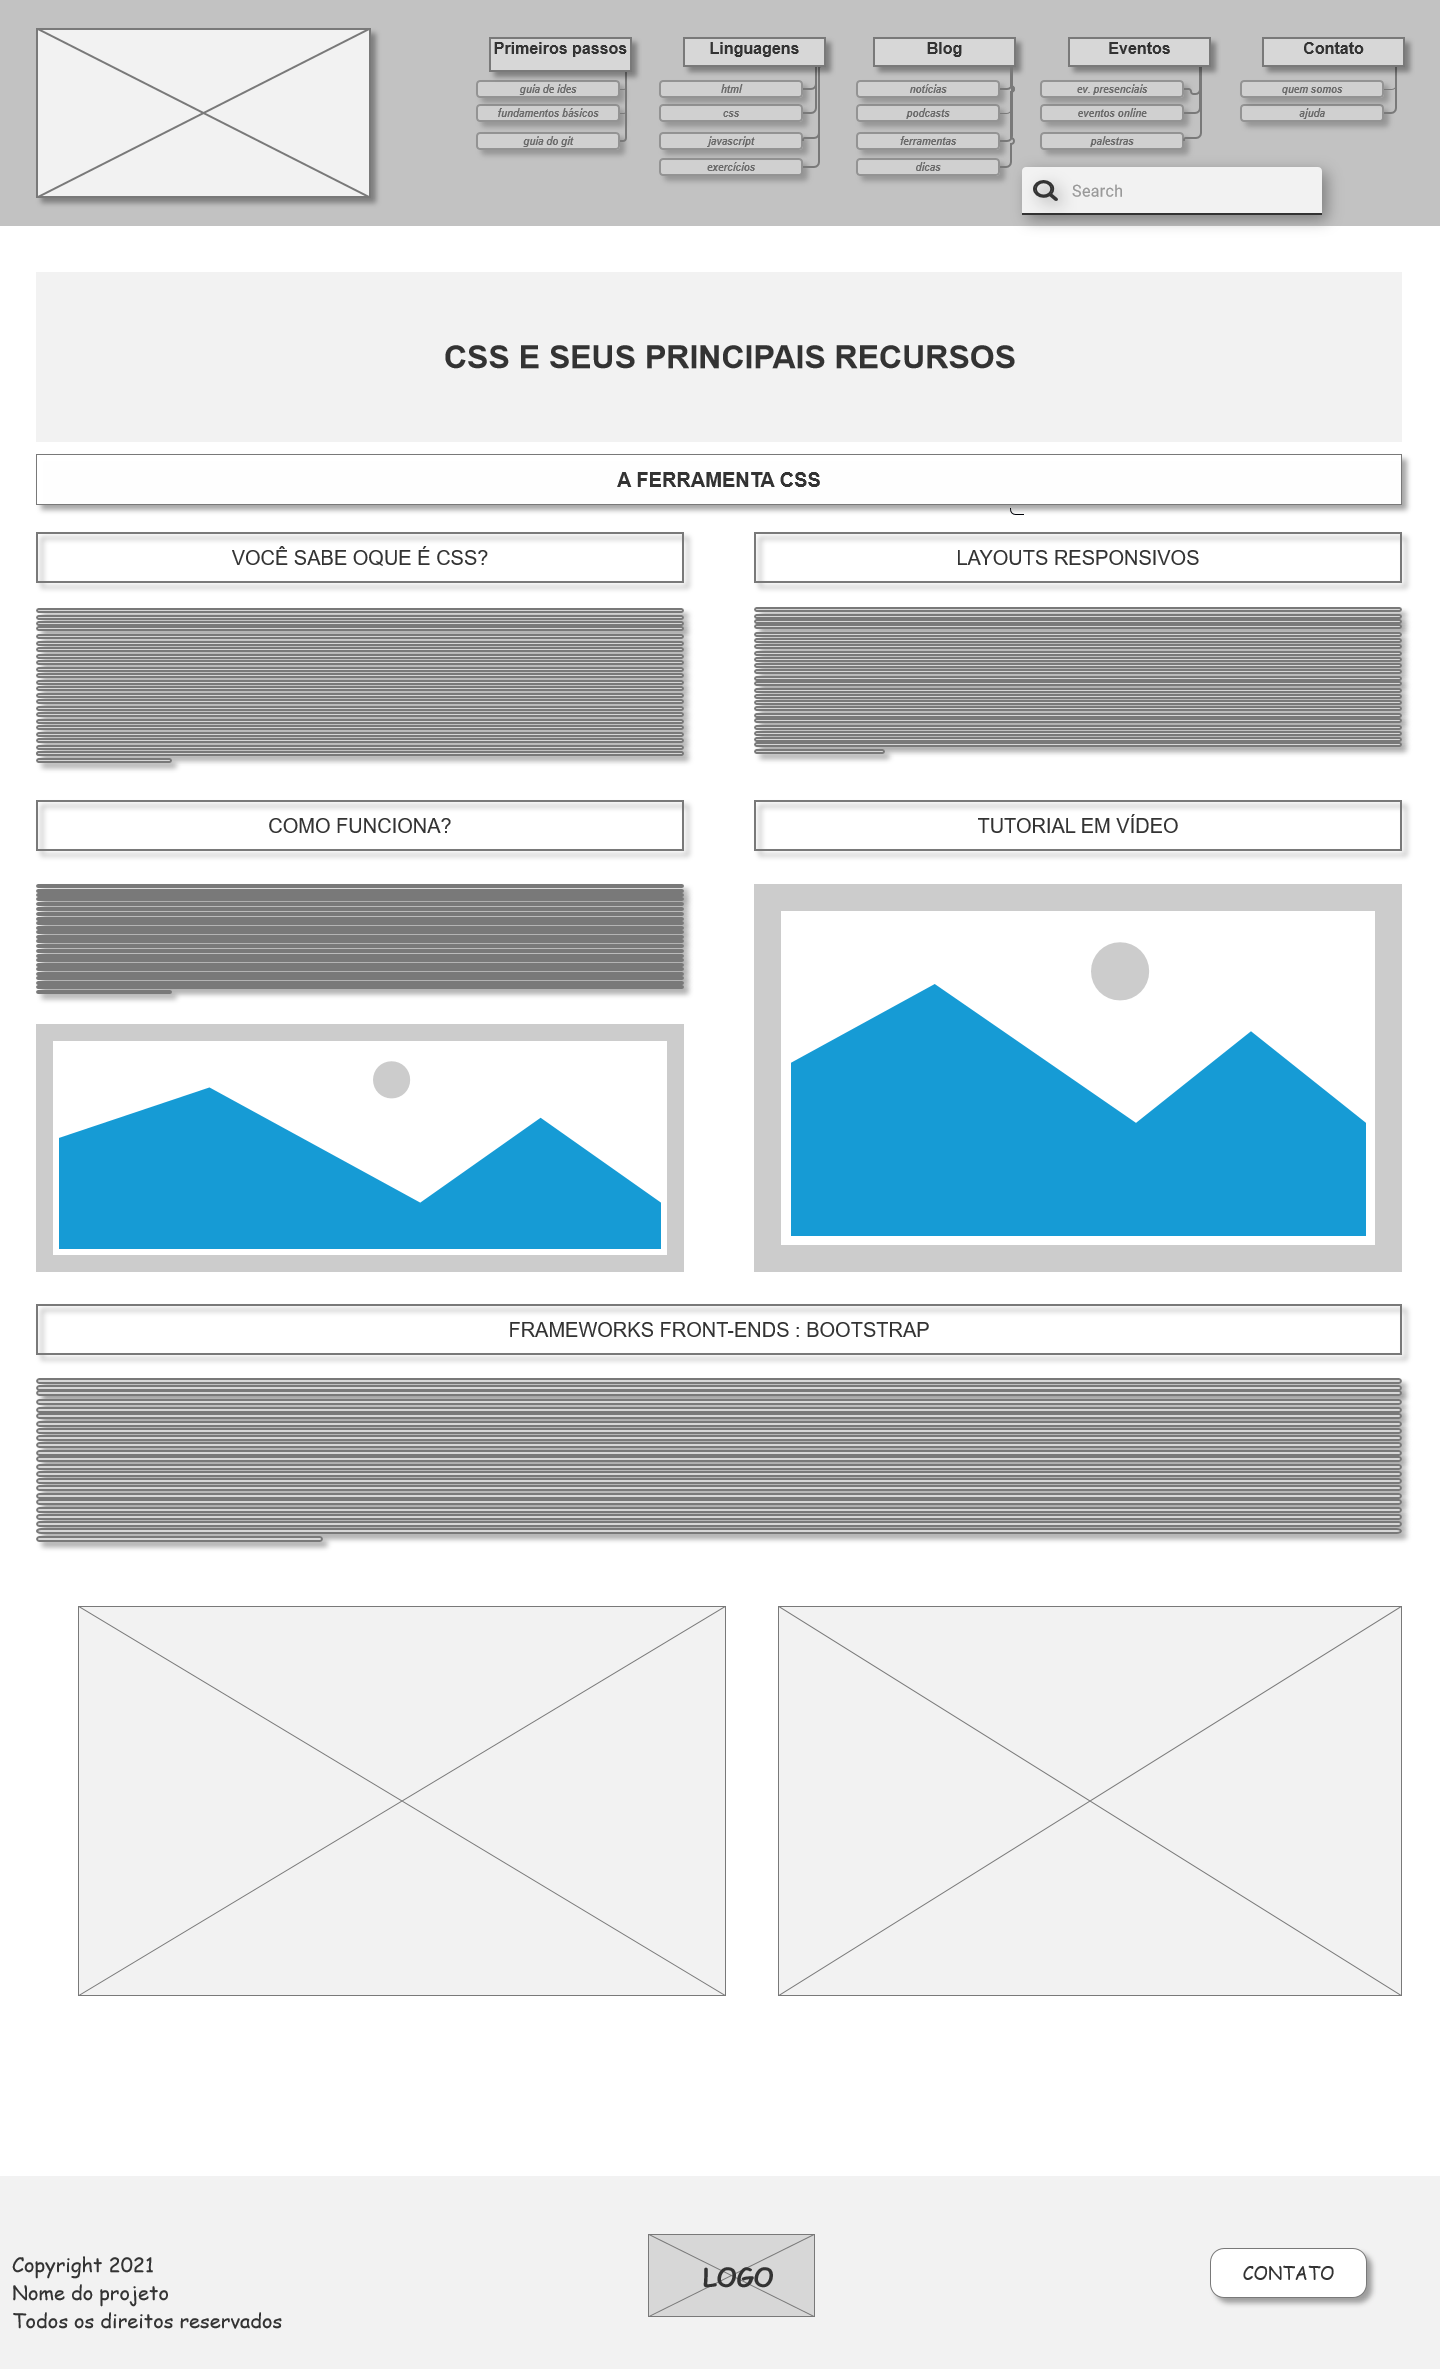 Primeiros passos
guia de ides
fundamentos básicos
guia do git
Linguagens
html
css
javascript
exercícios
Blog
notícias
podcasts
ferramentas
dicas
Eventos
ev. presenciais
eventos online
palestras
Contato
quem somos
ajuda
Search
CSS E SEUS PRINCIPAIS RECURSOS
A FERRAMENTA CSS
VOCÊ SABE OQUE É CSS?
LAYOUTS RESPONSIVOS
COMO FUNCIONA?
TUTORIAL EM VÍDEO
FRAMEWORKS FRONT-ENDS : BOOTSTRAP
Copyright 2021
Nome do projeto
Todos os direitos reservados
LOGO
CONTATO